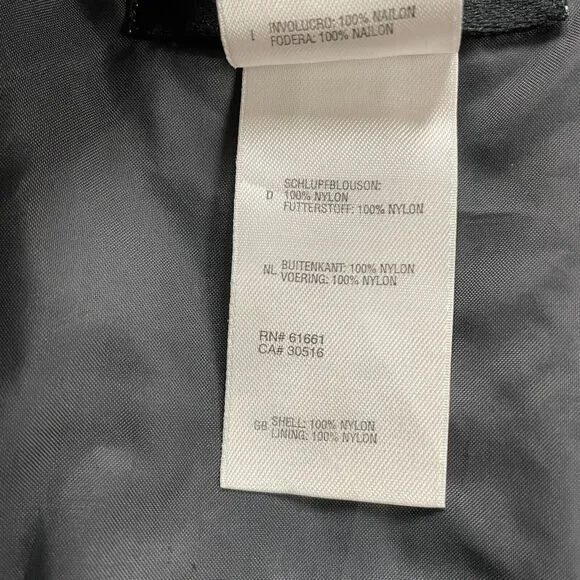 I INVOLUCRO: 100% NAILON
FODERA: 100% NAILON
SCHLUPFBLOUSON:
D 100% NYLON
FUTTERSTOFF: 100% NYLON
NL BUITENKANT: 100% NYLON
VOERING: 100% NYLON
RN# 61661
CA# 30516
GB SHELL: 100% NYLON
LINING: 100% NYLON